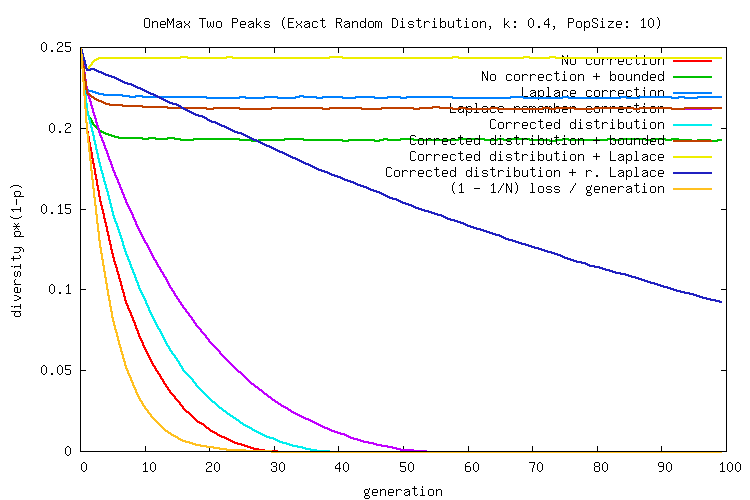 OneMax Two Peaks (Exact Random Distribution, k: 0.4, PopSize: 10)
0.25
No correction
No correction + bounded
Laplace correction
Laplace remember correction
0.2
Corrected distribution
Corrected distribution + bounded
Corrected distribution + Laplace
Corrected distribution + r. Laplace
(1 - 1/N) loss / generation
0.15
diversity p*(1-p)
0.1
0.05
0
0 10 20 30 40 50 60 70 80 90 100
generation